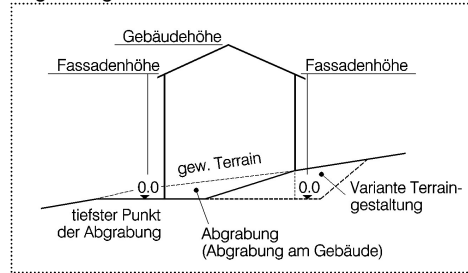 Gebäudehöhe
Fassadenhöhe
Fassadenhöhe
gew. Terrain
0.0
0.0
tiefster Punkt
der Abgrabung
Abgrabung
(Abgrabung am Gebäude)
Variante Terrain-
gestaltung